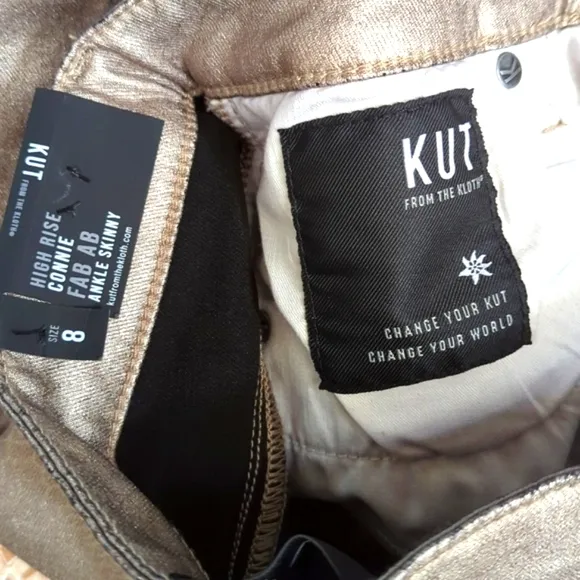 KUT
FROM THE KLOTH®
HIGH RISE
CONNIE
FAB AB
ANKLE SKINNY
kutfromthekloth.com
SIZE 8
KUT
FROM THE KLOTH®
CHANGE YOUR KUT
CHANGE YOUR WORLD
K